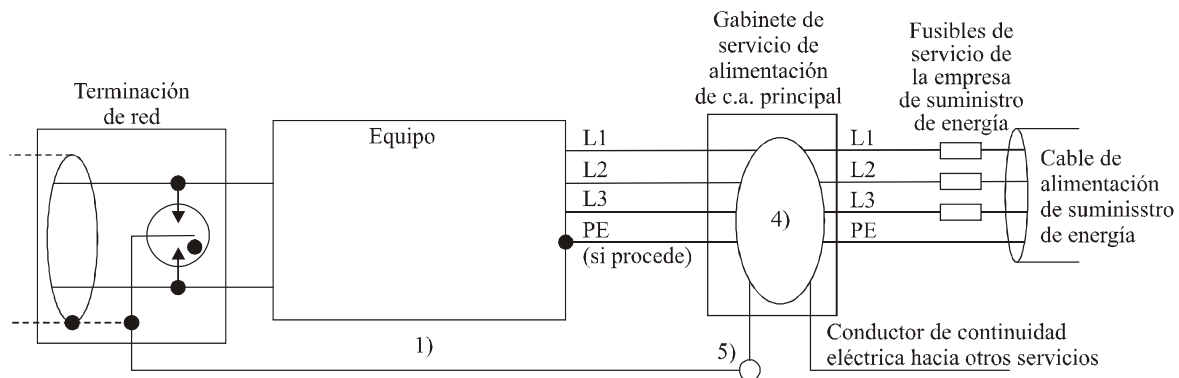 Terminación
de red
Equipo
L1
L2
L3
PE
(si procede)
1)
Gabinete de
servicio de
alimentación
de c.a. principal
4)
5)
Fusibles de
servicio de
la empresa
de suministro
de energía
L1
L2
L3
PE
Cable de
alimentación
de suminisstro
de energía
Conductor de continuidad
eléctrica hacia otros servicios